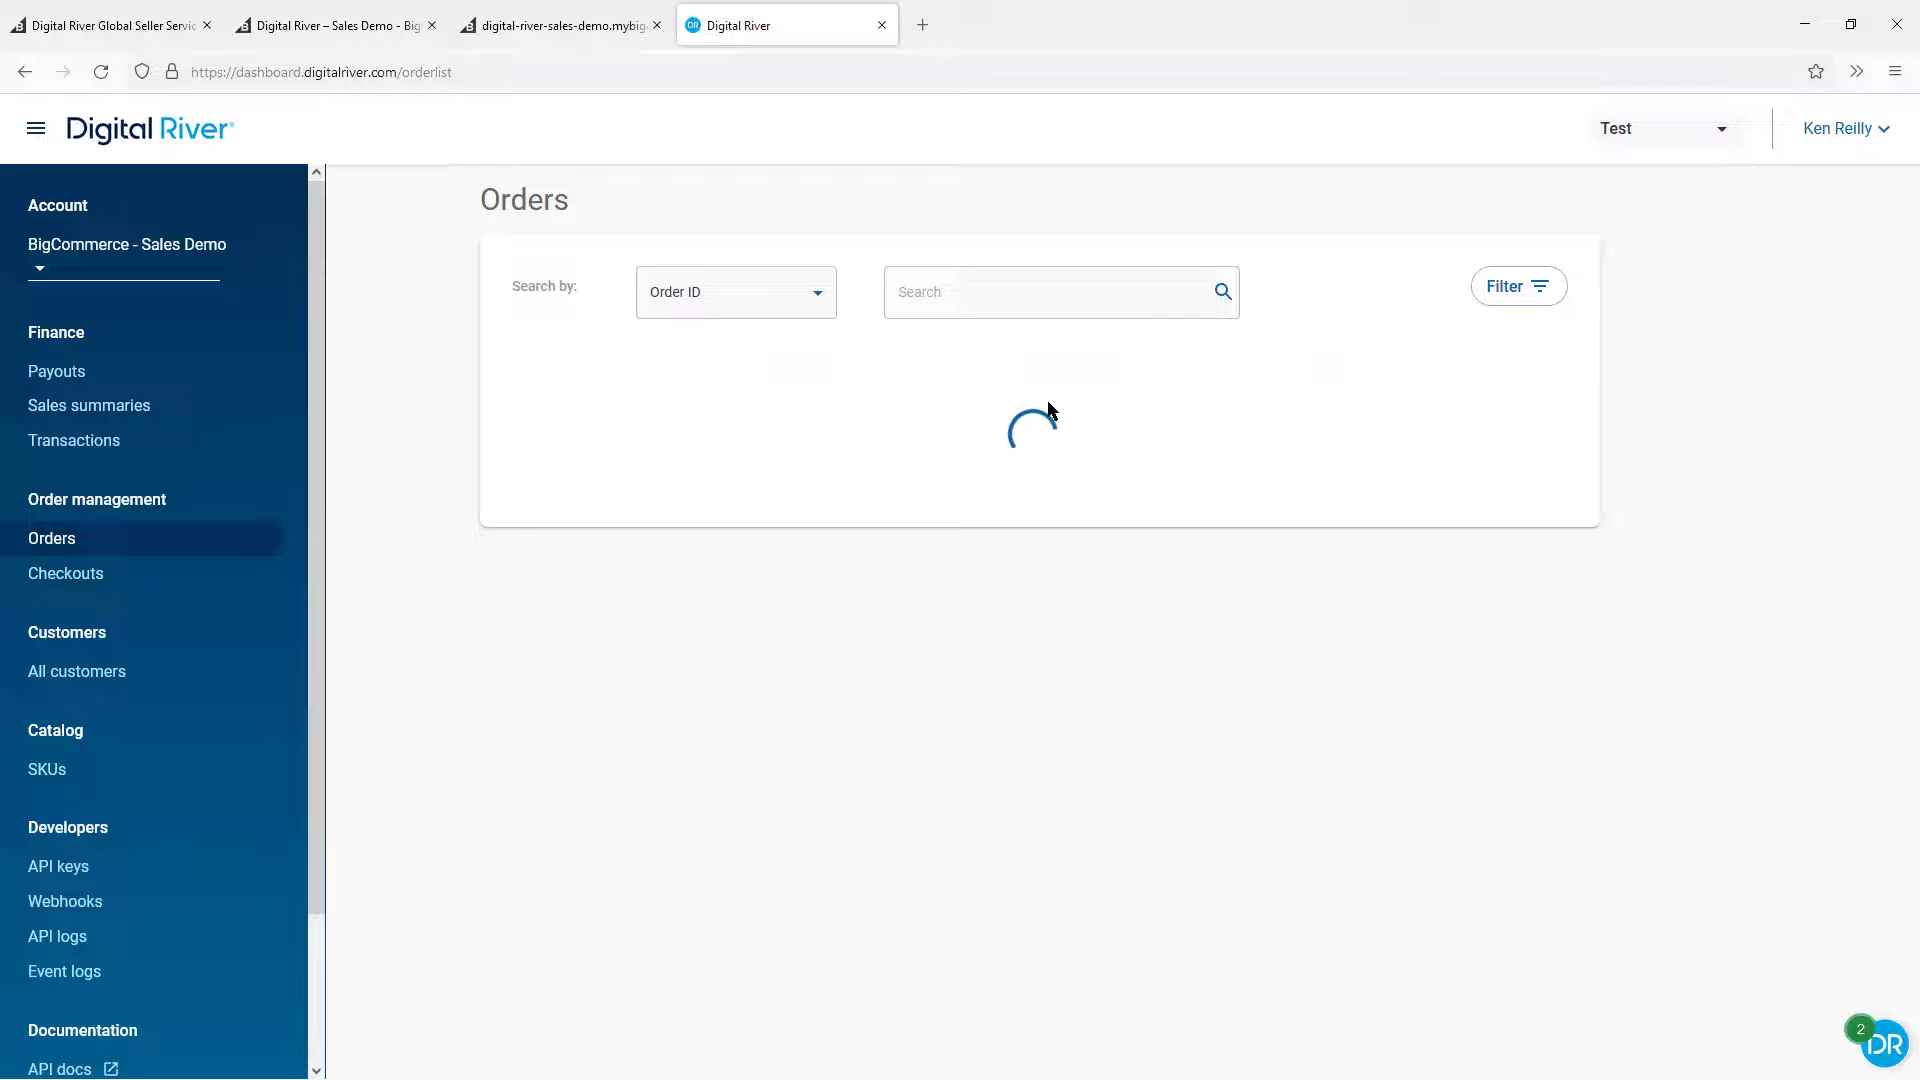 Digital River Global Seller Servic
Digital River – Sales Demo - Big
digital-river-sales-demo.mybig
DR Digital River
https://dashboard.digitalriver.com/orderlist
Digital River
Test
Ken Reilly
Account
BigCommerce - Sales Demo
Finance
Payouts
Sales summaries
Transactions
Order management
Orders
Checkouts
Customers
All customers
Catalog
SKUs
Developers
API keys
Webhooks
API logs
Event logs
Documentation
API docs
Orders
Search by:
Order ID
Search
Filter
2
DR